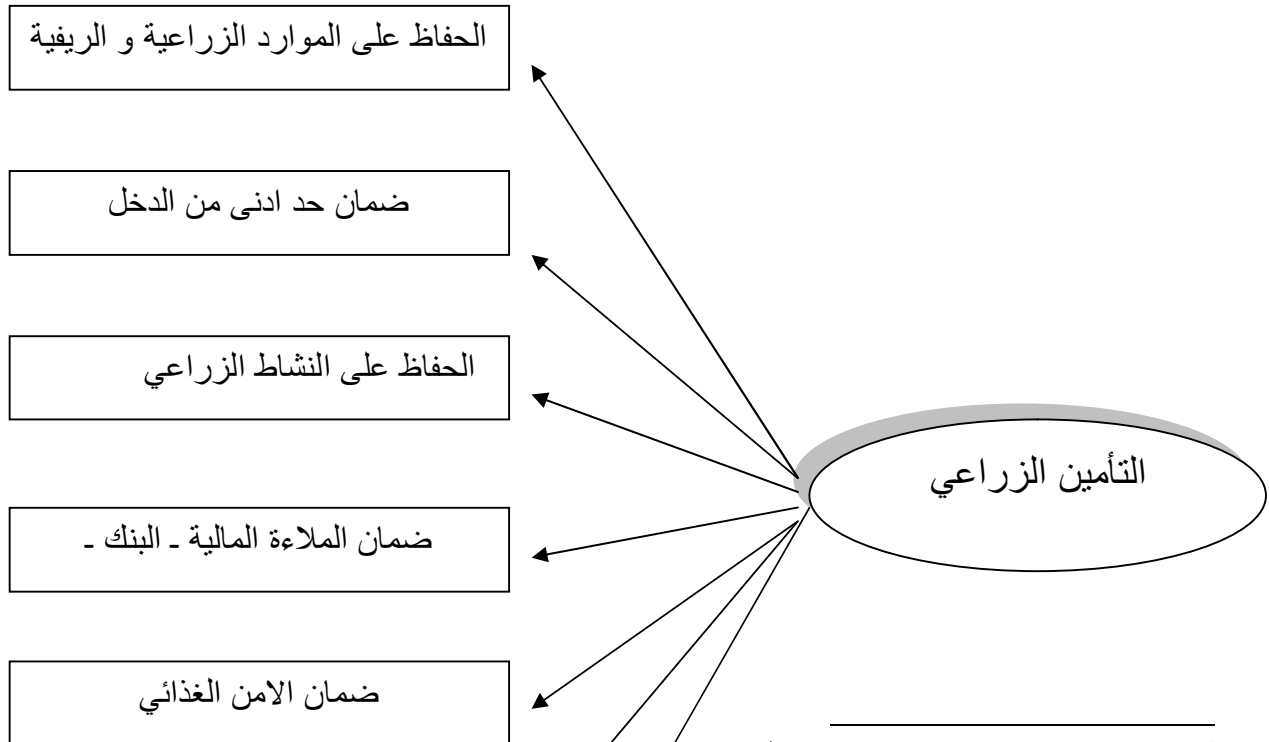 الحفاظ على الموارد الزراعية و الريفية
ضمان حد ادنى من الدخل
الحفاظ على النشاط الزراعي
التأمين الزراعي
ضمان الملاءة المالية ـ البنك ـ
ضمان الامن الغذائي